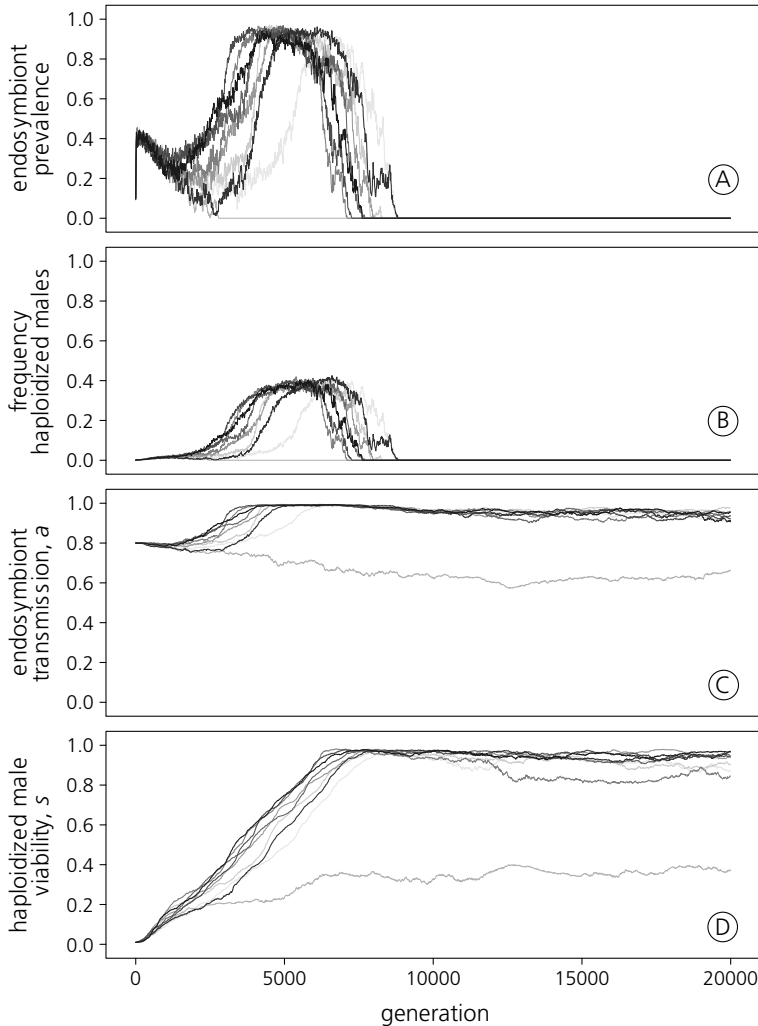 endosymbiont
prevalence
1.0
0.8
0.6
0.4
0.2
0.0
A
frequency
haploidized males
1.0
0.8
0.6
0.4
0.2
0.0
B
endosymbiont
transmission, a
1.0
0.8
0.6
0.4
0.2
0.0
C
haploidized male
viability, s
1.0
0.8
0.6
0.4
0.2
0.0
D
0 5000 10000 15000 20000
generation